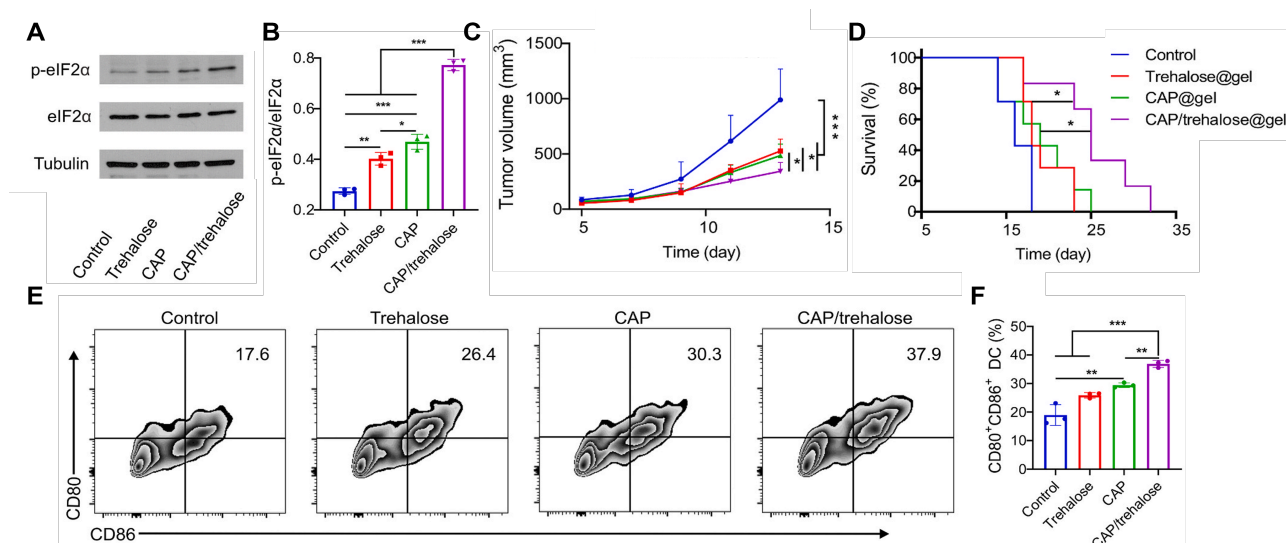 A
p-eIF2α
eIF2α
Tubulin
Control
Trehalose
CAP
CAP/trehalose
B
p-eIF2α/eIF2α
0.8
0.6
0.4
0.2
***
***
**
*
Control
Trehalose
CAP
CAP/trehalose
C
Tumor volume (mm³)
1500
1000
500
0
5
10
15
Time (day)
*
*
***
D
Survival (%)
100
80
60
40
20
0
5
15
25
35
Time (day)
*
*
Control
Trehalose@gel
CAP@gel
CAP/trehalose@gel
E
Control
17.6
Trehalose
26.4
CAP
30.3
CAP/trehalose
37.9
CD80
CD86
F
CD80⁺CD86⁺ DC (%)
50
40
30
20
10
0
***
**
**
Control
Trehalose
CAP
CAP/trehalose